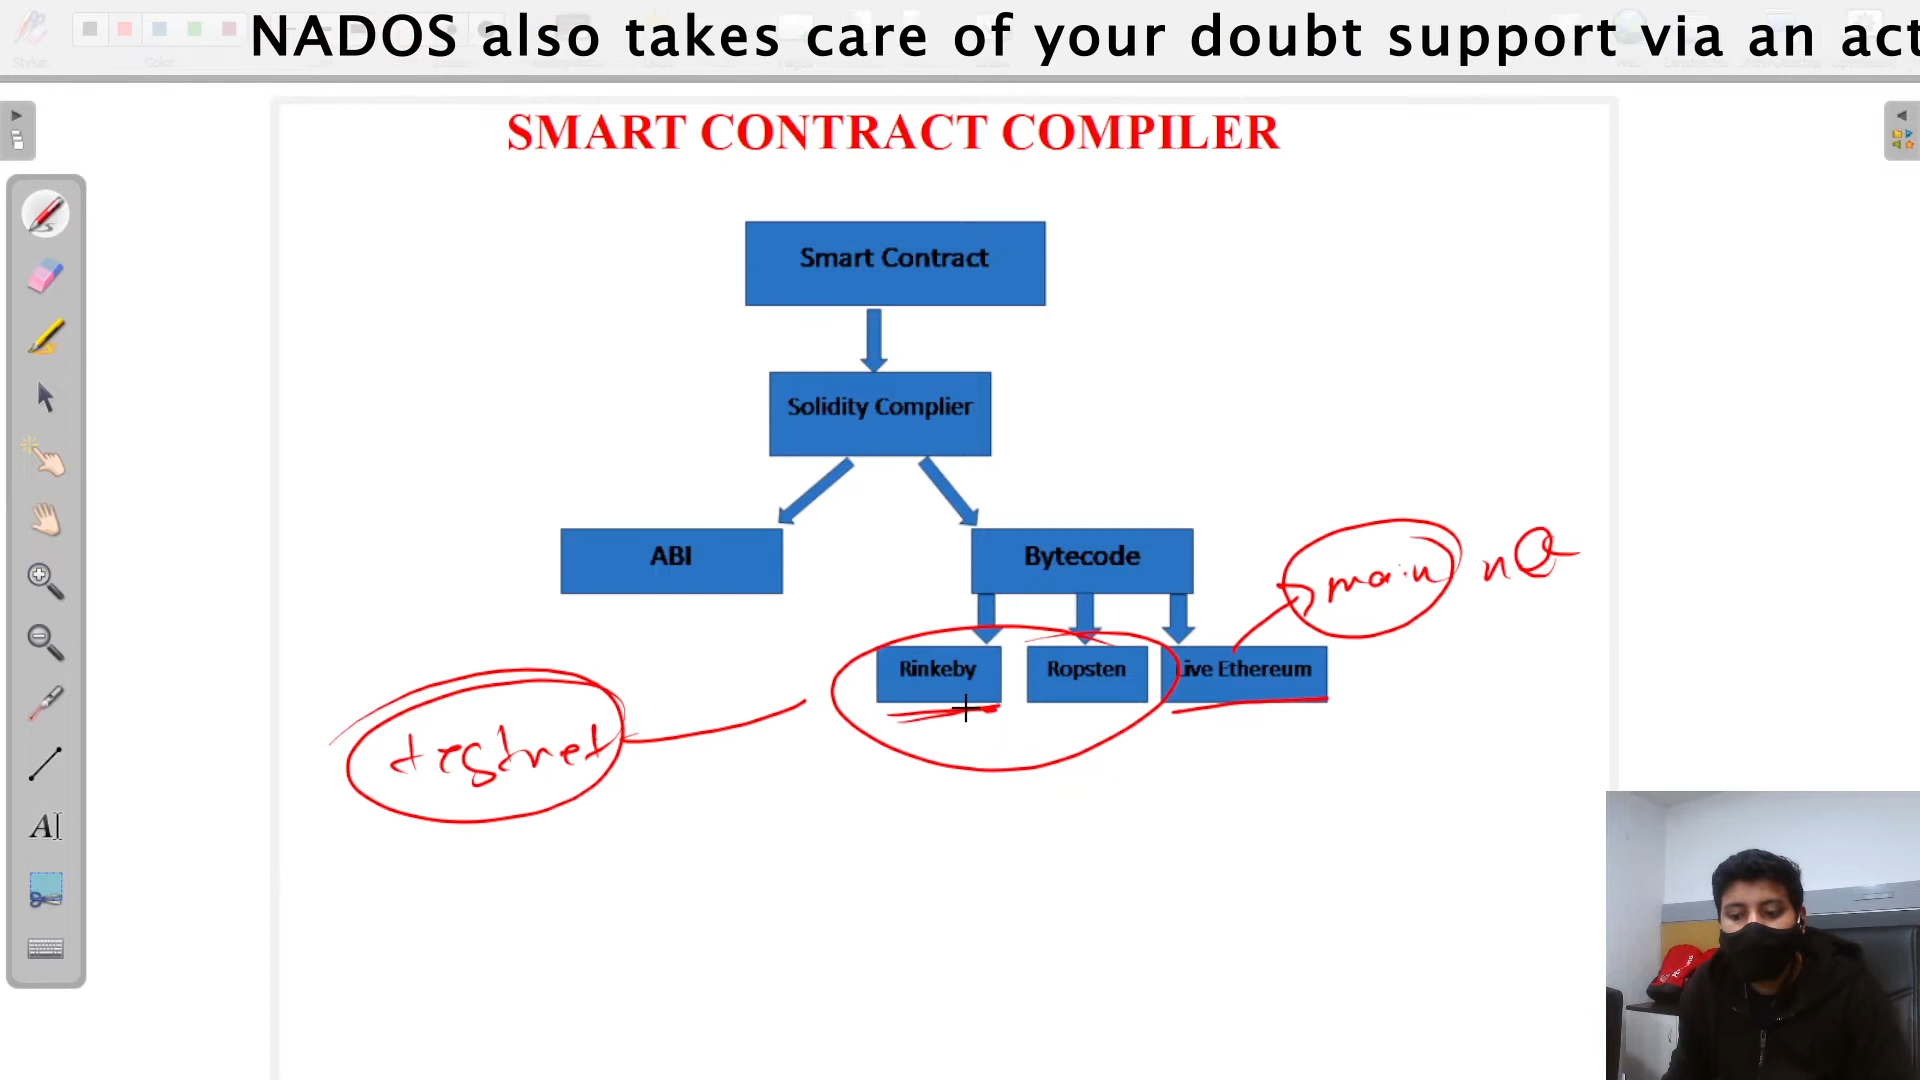 NADOS also takes care of your doubt support via an act
SMART CONTRACT COMPILER
Smart Contract
Solidity Complier
ABI
Bytecode
main
Rinkeby
Ropsten
Live Ethereum
testnet